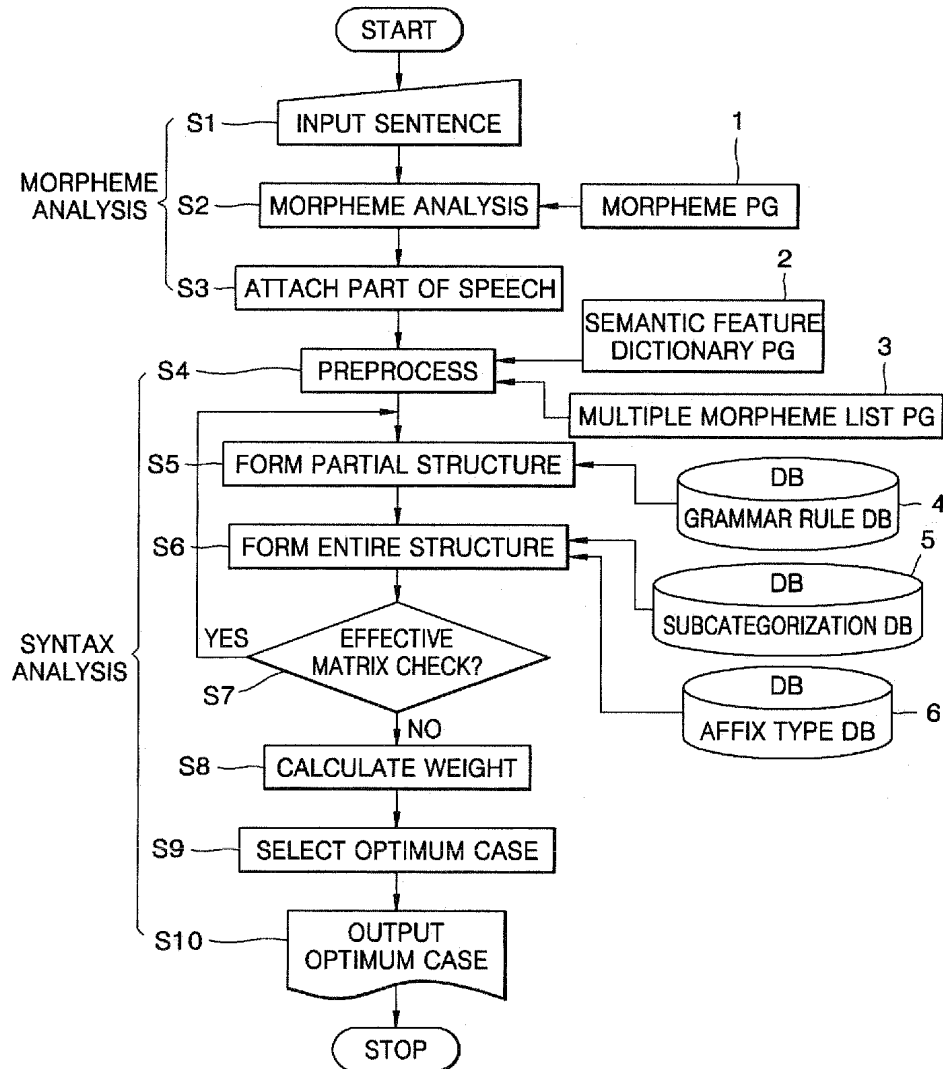 START
S1
INPUT SENTENCE
1
MORPHEME
ANALYSIS
S2
MORPHEME ANALYSIS
MORPHEME PG
S3
ATTACH PART OF SPEECH
2
SEMANTIC FEATURE
DICTIONARY PG
S4
PREPROCESS
3
MULTIPLE MORPHEME LIST PG
S5
FORM PARTIAL STRUCTURE
DB
GRAMMAR RULE DB
4
S6
FORM ENTIRE STRUCTURE
5
DB
SUBCATEGORIZATION DB
SYNTAX
ANALYSIS
YES
EFFECTIVE
MATRIX CHECK?
S7
DB
AFFIX TYPE DB
6
NO
S8
CALCULATE WEIGHT
S9
SELECT OPTIMUM CASE
S10
OUTPUT
OPTIMUM CASE
STOP